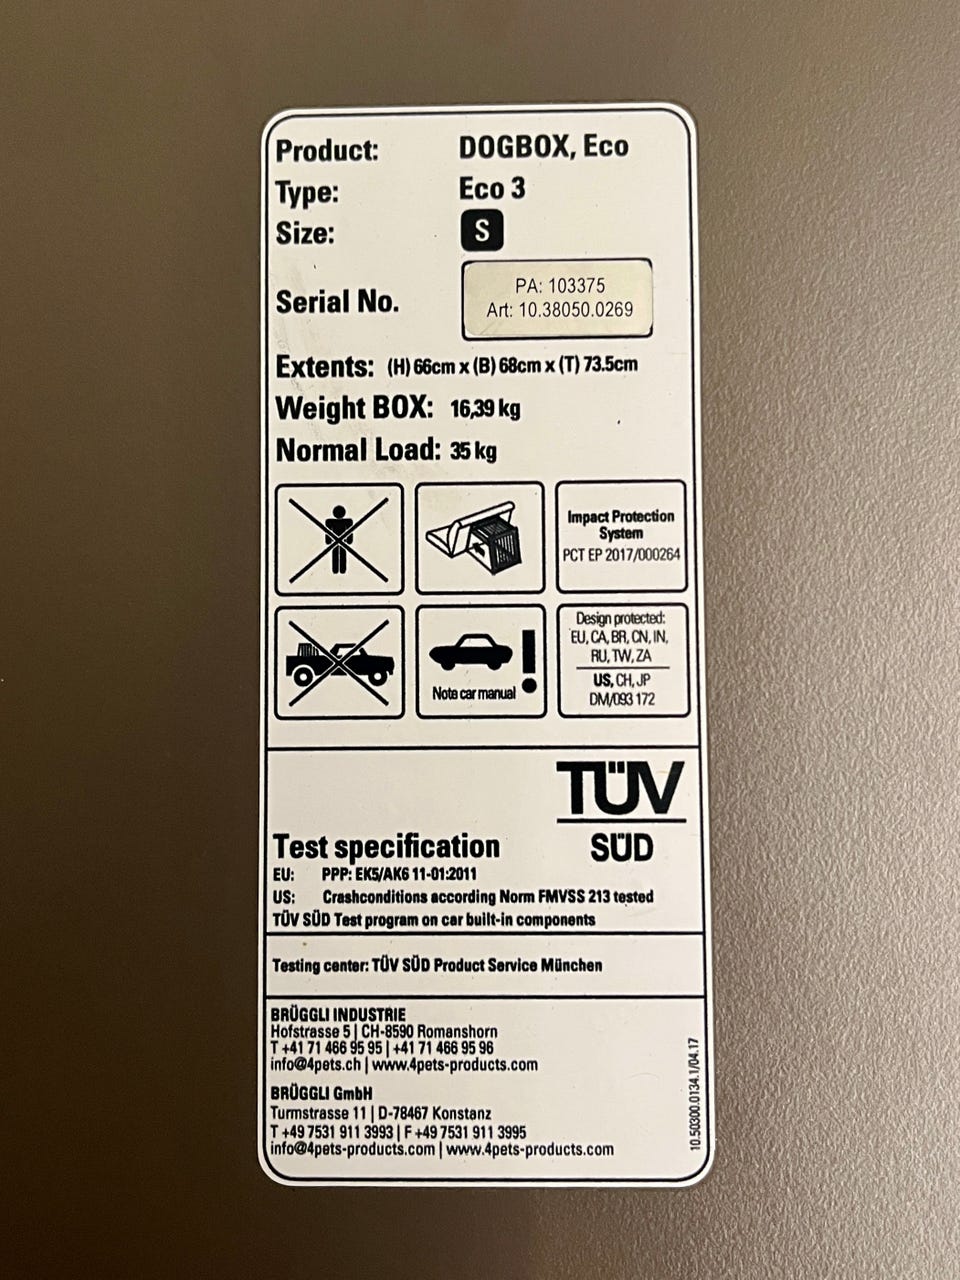 Product: DOGBOX, Eco
Type: Eco 3
Size: S
Serial No. PA: 103375
Art: 10.38050.0269
Extents: (H) 66cm x (B) 68cm x (T) 73.5cm
Weight BOX: 16,39 kg
Normal Load: 35 kg
Impact Protection
System
PCT EP 2017/000264
Note car manual !
Design protected:
EU, CA, BR, CN, IN,
RU, TW, ZA
US, CH, JP
DM/093 172
TÜV
SÜD
Test specification
EU: PPP: EK5/AK6 11-01:2011
US: Crashconditions according Norm FMVSS 213 tested
TÜV SÜD Test program on car built-in components
Testing center: TÜV SÜD Product Service München
BRÜGGLI INDUSTRIE
Hofstrasse 5 | CH-8590 Romanshorn
T +41 71 466 95 95 | +41 71 466 95 96
info@4pets.ch | www.4pets-products.com
BRÜGGLI GmbH
Turmstrasse 11 | D-78467 Konstanz
T +49 7531 911 3993 | F +49 7531 911 3995
info@4pets-products.com | www.4pets-products.com
10.50300.0134.1/04.17